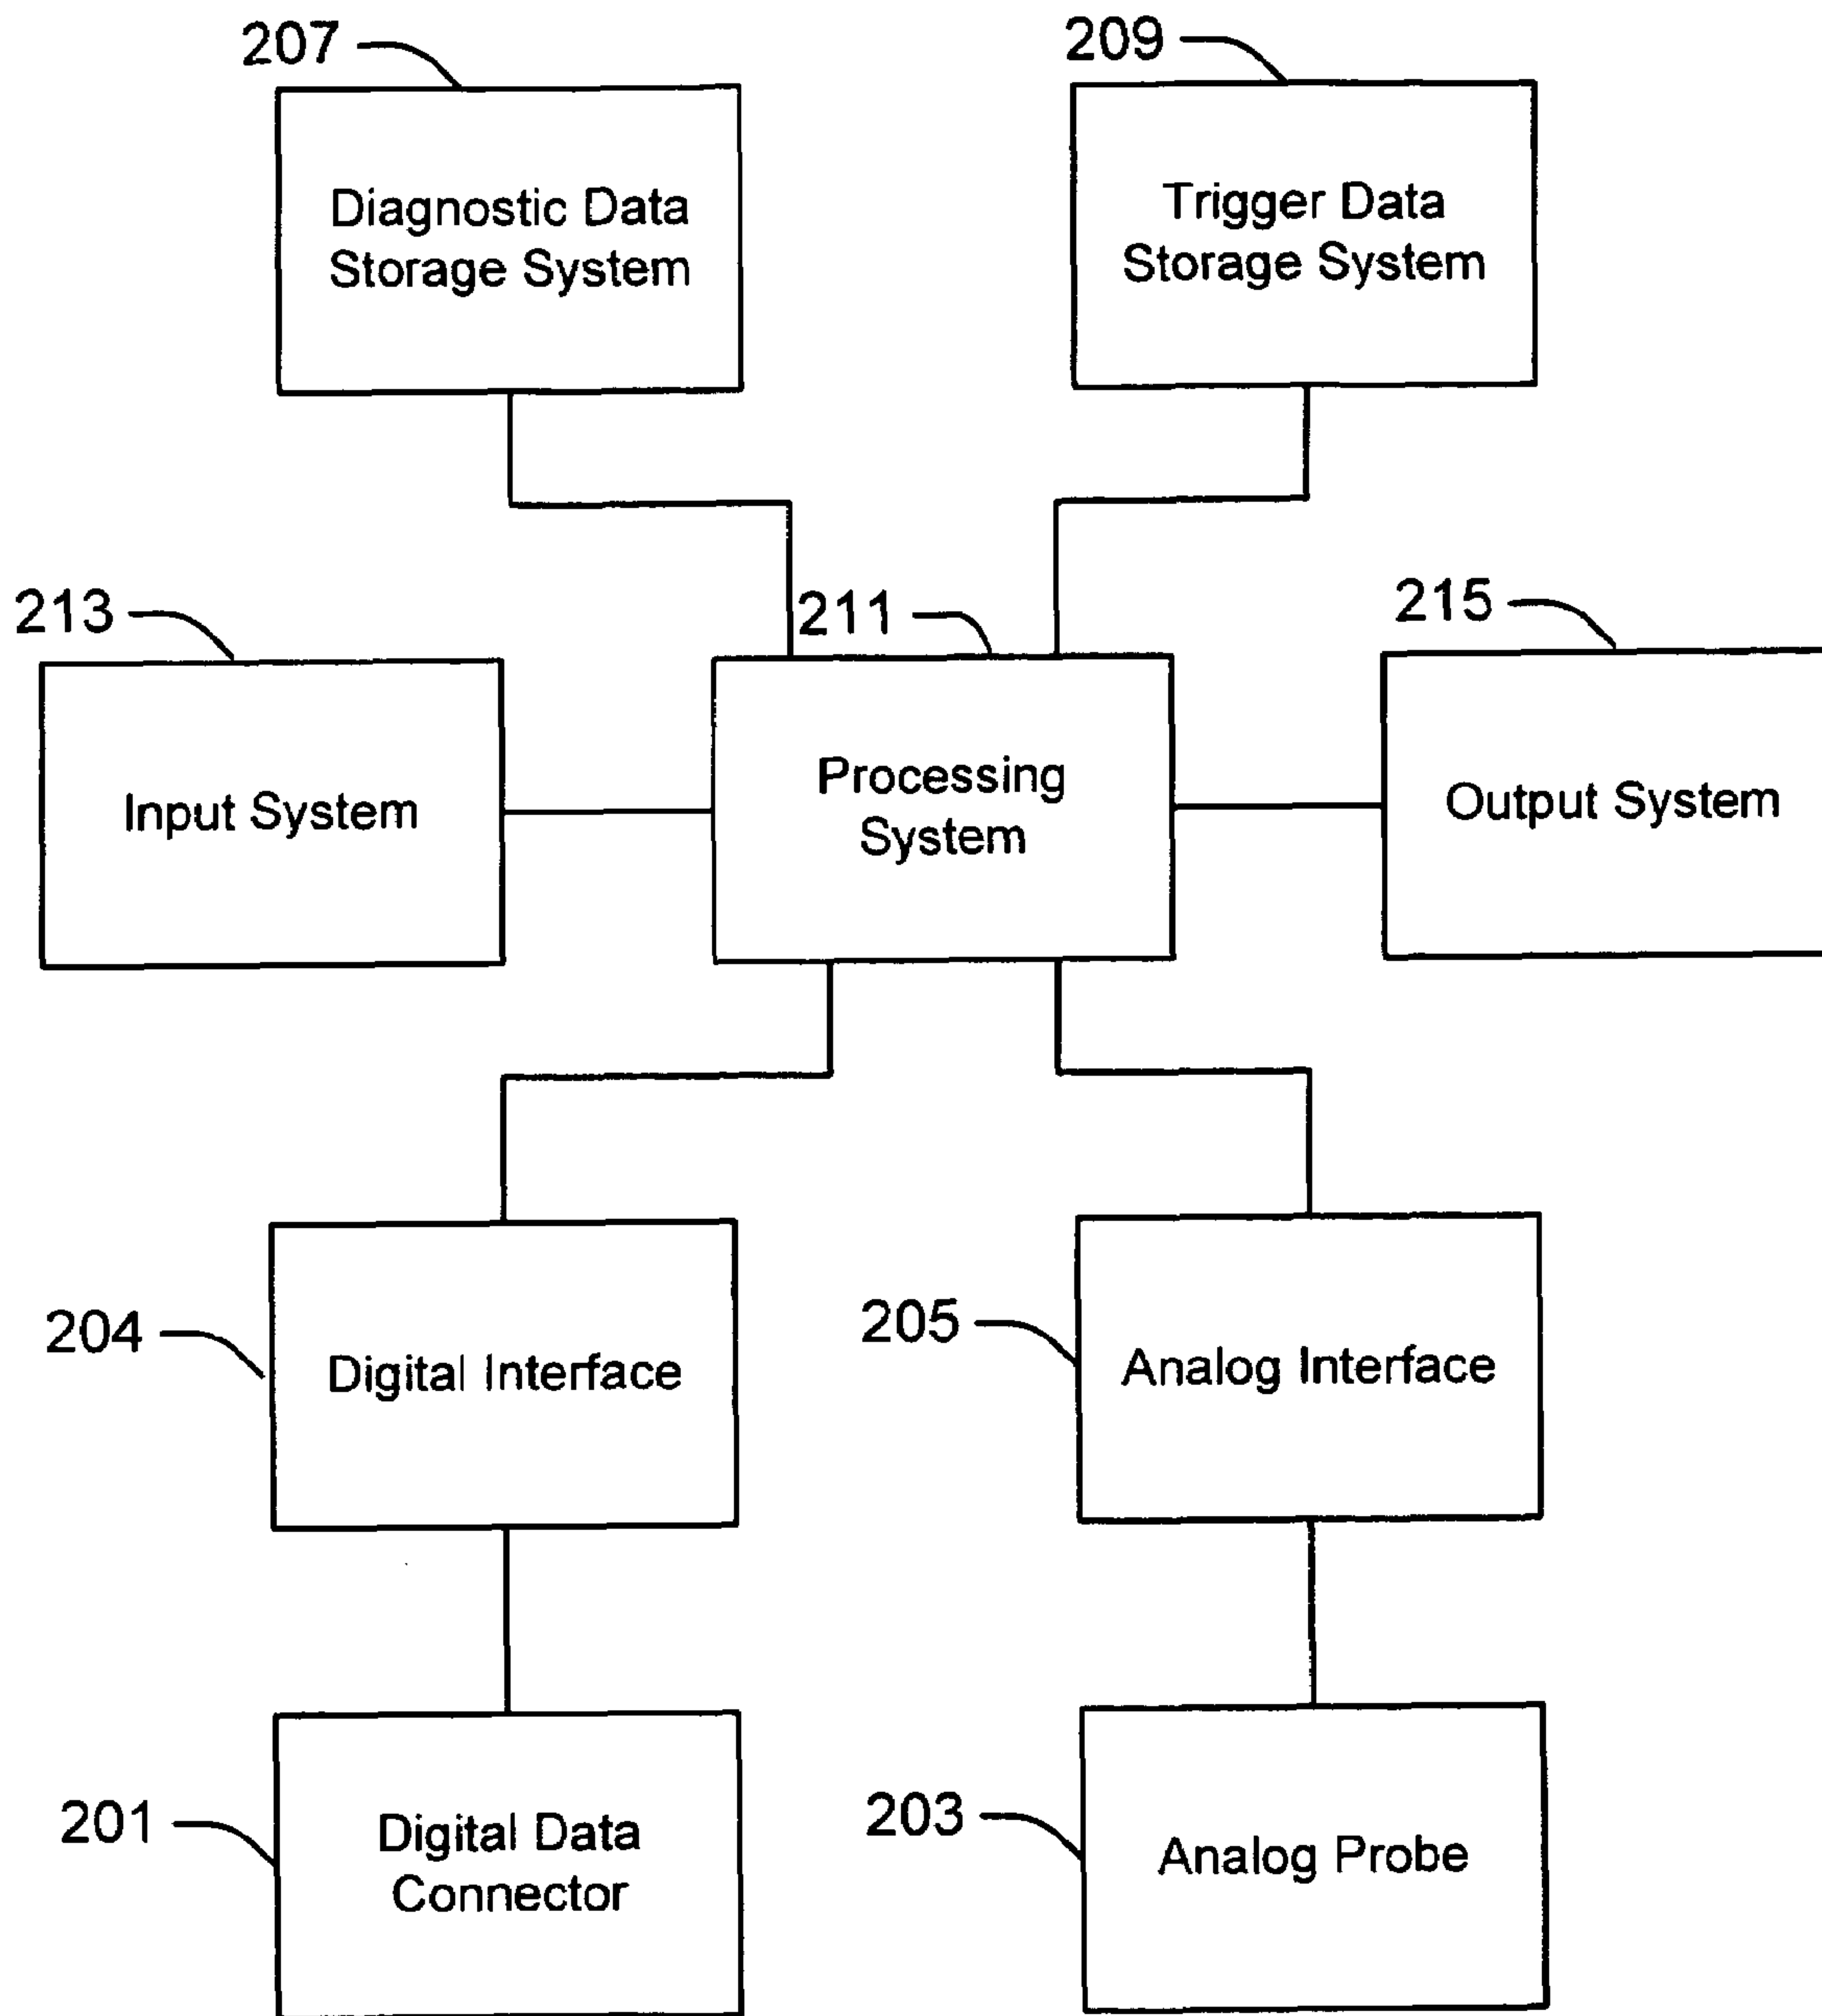 207
209
Diagnostic Data
Storage System
Trigger Data
Storage System
213
211
215
Input System
Processing
System
Output System
204
205
Digital Interface
Analog Interface
201
203
Digital Data
Connector
Analog Probe